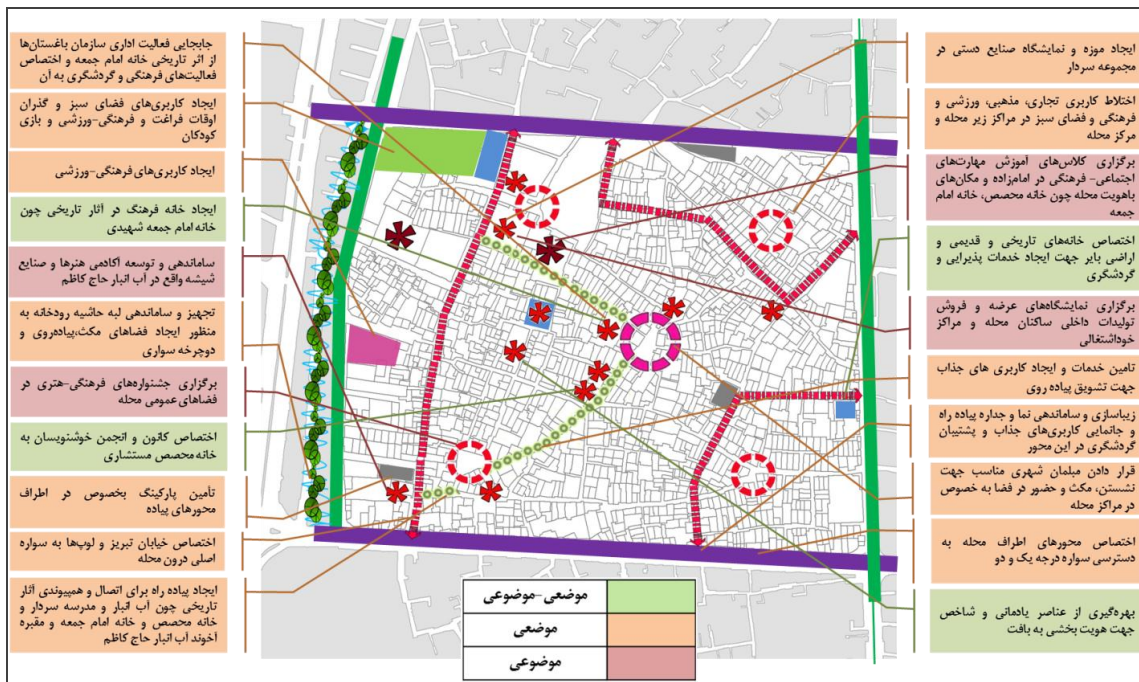 ایجاد موزه و نمایشگاه صنایع دستی در
مجموعه سردار
اختلاط کاربری تجاری، مذهبی، ورزشی و
فرهنگی و فضای سبز در مراکز زیر محله و
مرکز محله
برگزاری کلاس‌های آموزش مهارت‌های
اجتماعی- فرهنگی در امام‌زاده و مکان‌های
باهویت محله چون خانه محصص، خانه امام
جمعه
اختصاص خانه‌های تاریخی و قدیمی و
اراضی بایر جهت ایجاد خدمات پذیرایی و
گردشگری
برگزاری نمایشگاه‌های عرضه و فروش
تولیدات داخلی ساکنان محله و مراکز
خوداشتغالی
تامین خدمات و ایجاد کاربری های جذاب
جهت تشویق پیاده روی
زیباسازی و ساماندهی نما و جداره پیاده راه
و جانمایی کاربری‌های جذاب و پشتیبان
گردشگری در این محور
قرار دادن مبلمان شهری مناسب جهت
نشستن، مکث و حضور در فضا به خصوص
در مراکز محله
اختصاص محورهای اطراف محله به
دسترسی سواره درجه یک و دو
بهره‌گیری از عناصر یادمانی و شاخص
جهت هویت بخشی به بافت
جابجایی فعالیت اداری سازمان باغستان‌ها
از اثر تاریخی خانه امام جمعه و اختصاص
فعالیت‌های فرهنگی و گردشگری به آن
ایجاد کاربری‌های فضای سبز و گذران
اوقات فراغت و فرهنگی-ورزشی و بازی
کودکان
ایجاد کاربری‌های فرهنگی-ورزشی
ایجاد خانه فرهنگ در آثار تاریخی چون
خانه امام جمعه شهیدی
ساماندهی و توسعه آکادمی هنرها و صنایع
شیشه واقع در آب انبار حاج کاظم
تجهیز و ساماندهی لبه حاشیه رودخانه به
منظور ایجاد فضاهای مکث،پیاده‌روی و
دوچرخه سواری
برگزاری جشنواره‌های فرهنگی-هنری در
فضاهای عمومی محله
اختصاص کانون و انجمن خوشنویسان به
خانه محصص مستشاری
تأمین پارکینگ بخصوص در اطراف
محورهای پیاده
اختصاص خیابان تبریز و لوپ‌ها به سواره
اصلی درون محله
ایجاد پیاده راه برای اتصال و همپیوندی آثار
تاریخی چون آب انبار و مدرسه سردار و
خانه محصص و خانه امام جمعه و مقبره
آخوند آب انبار حاج کاظم
موضعی-موضوعی
موضعی
موضوعی